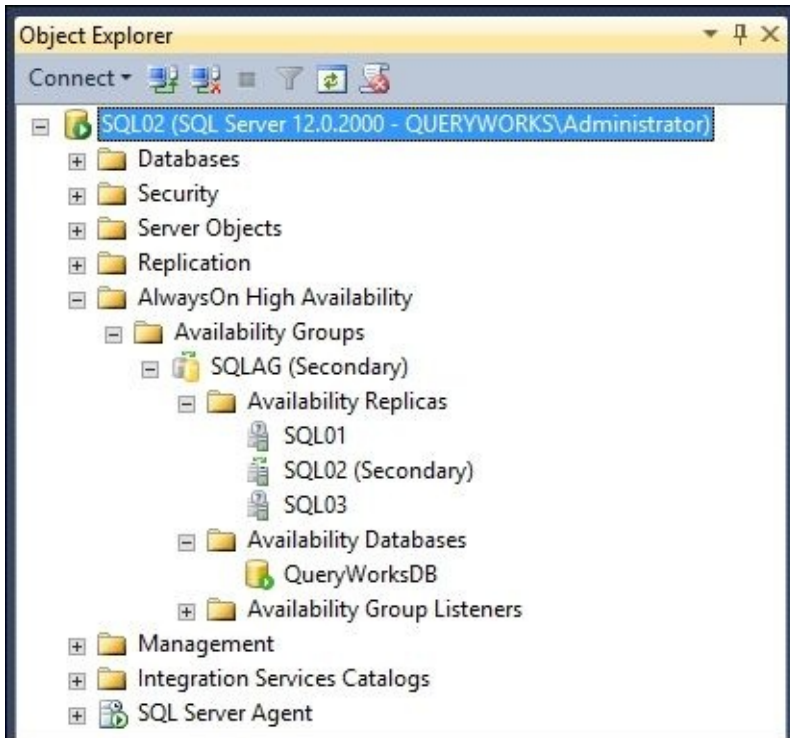 Object Explorer
Connect
SQL02 (SQL Server 12.0.2000 - QUERYWORKS\Administrator)
Databases
Security
Server Objects
Replication
AlwaysOn High Availability
Availability Groups
SQLAG (Secondary)
Availability Replicas
SQL01
SQL02 (Secondary)
SQL03
Availability Databases
QueryWorksDB
Availability Group Listeners
Management
Integration Services Catalogs
SQL Server Agent